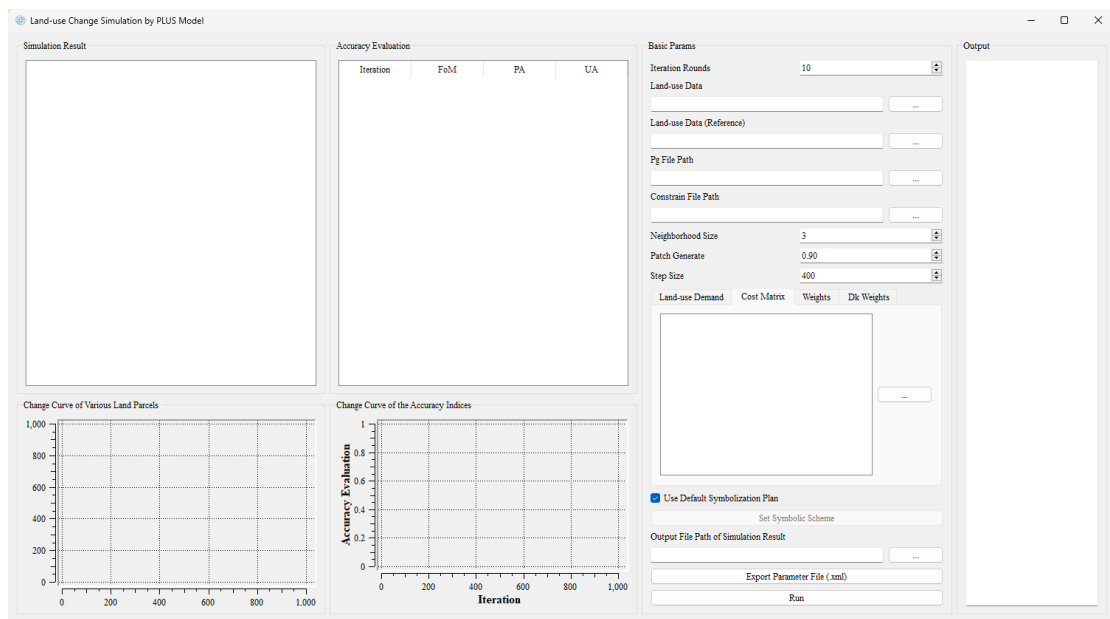 Land-use Change Simulation by PLUS Model
Simulation Result
Accuracy Evaluation
Iteration FoM PA UA
Change Curve of Various Land Parcels
1,000
800
600
400
200
0
0 200 400 600 800 1,000
Change Curve of the Accuracy Indices
Accuracy Evaluation
1
0.8
0.6
0.4
0.2
0
0 200 400 600 800 1,000
Iteration
Basic Params
Iteration Rounds 10
Land-use Data
...
Land-use Data (Reference)
...
Pg File Path
...
Constrain File Path
...
Neighborhood Size 3
Patch Generate 0.90
Step Size 400
Land-use Demand Cost Matrix Weights Dk Weights
...
Use Default Symbolization Plan
Set Symbolic Scheme
Output File Path of Simulation Result
...
Export Parameter File (.xml)
Run
Output